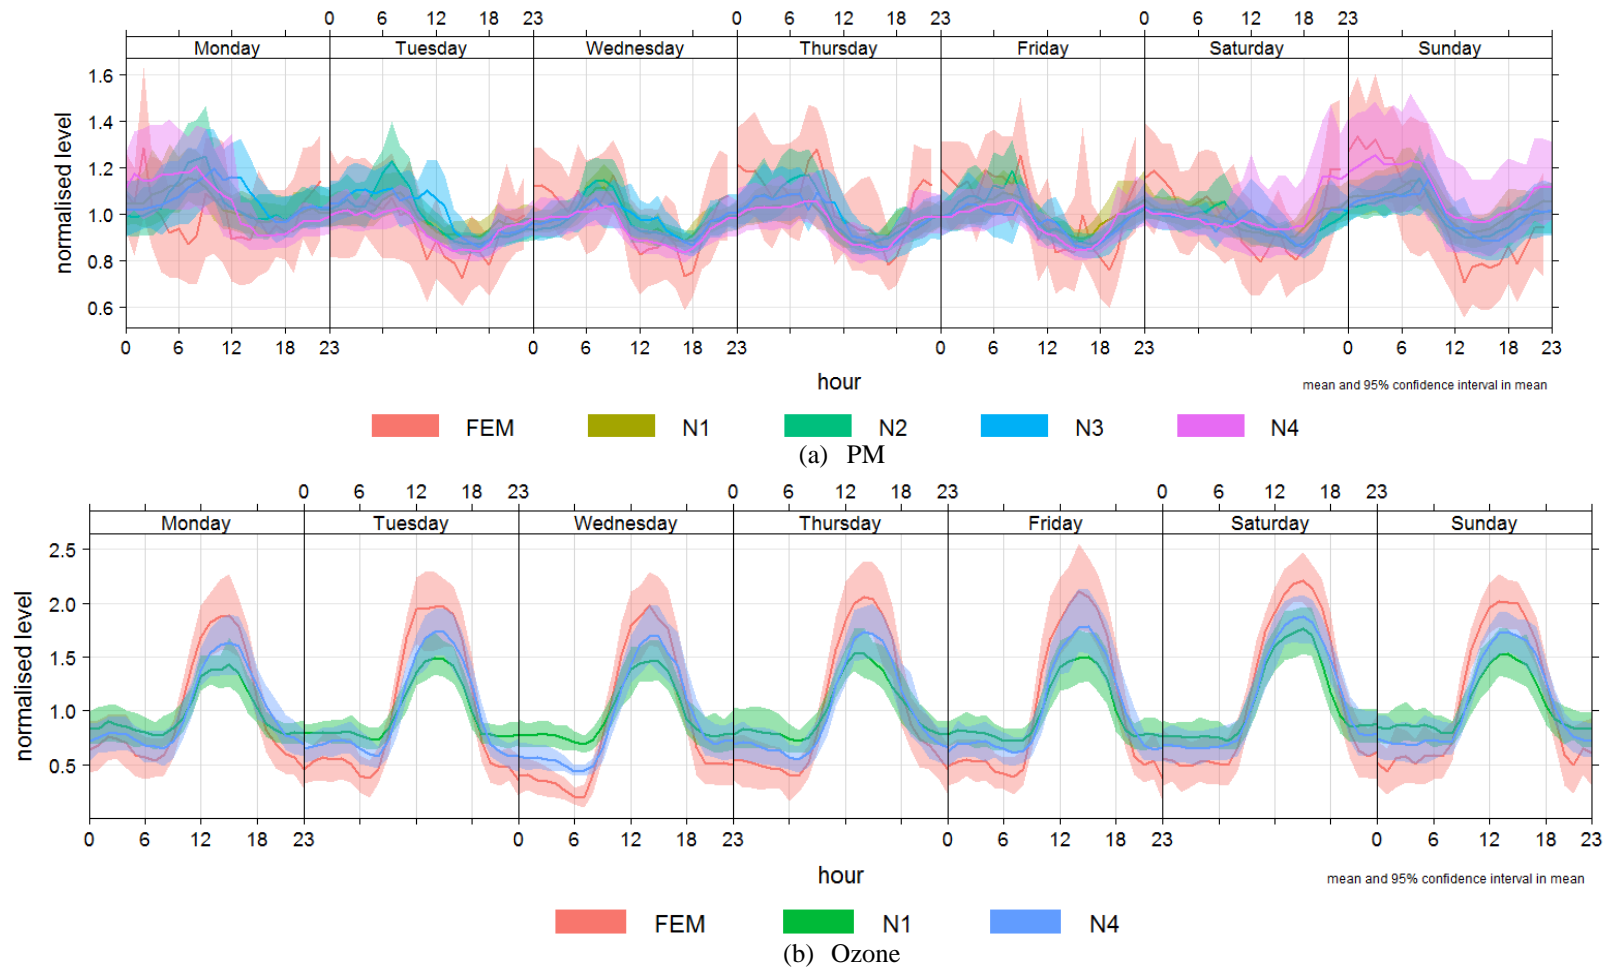 0 6 12 18 23 0 6 12 18 23 0 6 12 18 23
Monday Tuesday Wednesday Thursday Friday Saturday Sunday
1.6
1.4
1.2
1.0
0.8
0.6
normalised level
0 6 12 18 23 0 6 12 18 23 0 6 12 18 23 0 6 12 18 23
hour
mean and 95% confidence interval in mean
FEM N1 N2 N3 N4
(a) PM
0 6 12 18 23 0 6 12 18 23 0 6 12 18 23
Monday Tuesday Wednesday Thursday Friday Saturday Sunday
2.5
2.0
1.5
1.0
0.5
normalised level
0 6 12 18 23 0 6 12 18 23 0 6 12 18 23 0 6 12 18 23
hour
mean and 95% confidence interval in mean
FEM N1 N4
(b) Ozone